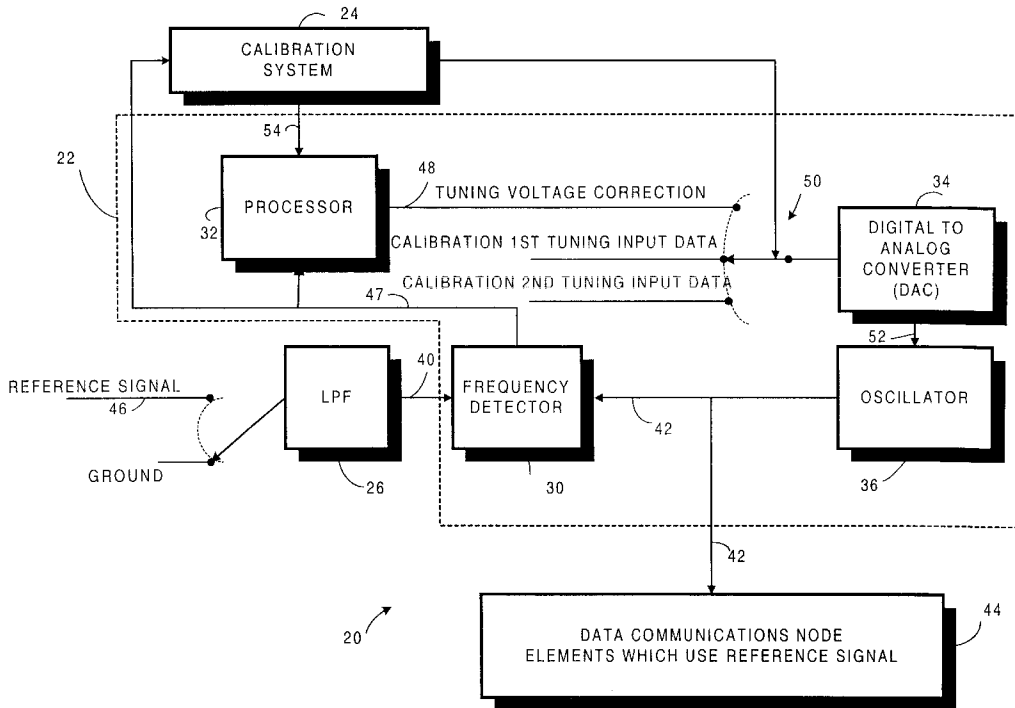 24
CALIBRATION
SYSTEM
54
22
PROCESSOR
32
48
TUNING VOLTAGE CORRECTION
50
34
DIGITAL TO
ANALOG
CONVERTER
(DAC)
CALIBRATION 1ST TUNING INPUT DATA
CALIBRATION 2ND TUNING INPUT DATA
47
52
REFERENCE SIGNAL
46
GROUND
LPF
26
40
FREQUENCY
DETECTOR
30
42
OSCILLATOR
36
42
20
44
DATA COMMUNICATIONS NODE
ELEMENTS WHICH USE REFERENCE SIGNAL